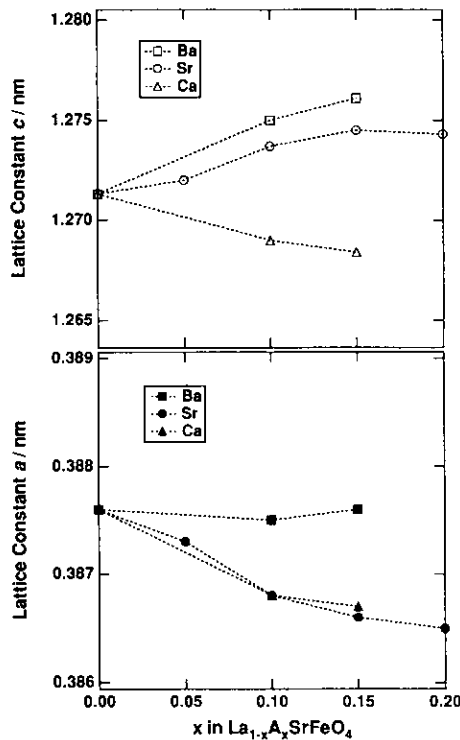 1.280
1.275
1.270
1.265
Lattice Constant c / nm
Ba
Sr
Ca
0.389
0.388
0.387
0.386
Lattice Constant a / nm
Ba
Sr
Ca
0.00 0.05 0.10 0.15 0.20
x in La₁₋ₓAₓSrFeO₄